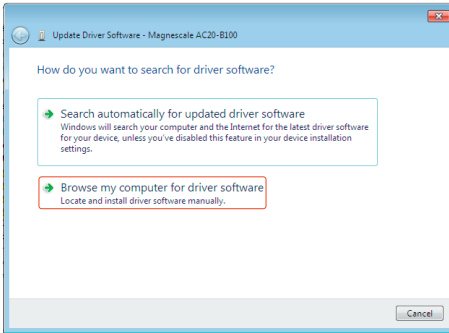 Update Driver Software - Magnescale AC20-B100
How do you want to search for driver software?
Search automatically for updated driver software
Windows will search your computer and the Internet for the latest driver software
for your device, unless you've disabled this feature in your device installation
settings.
Browse my computer for driver software
Locate and install driver software manually.
Cancel